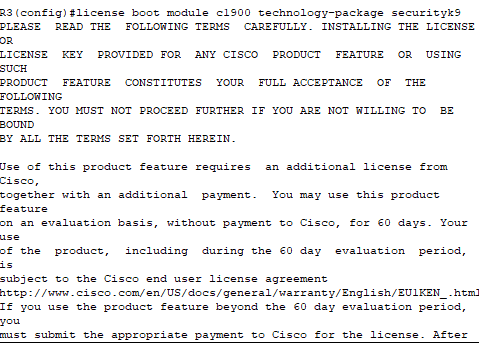 R3(config)#license boot module c1900 technology-package securityk9
PLEASE  READ THE  FOLLOWING TERMS  CAREFULLY. INSTALLING THE LICENSE
OR
LICENSE  KEY  PROVIDED FOR  ANY CISCO  PRODUCT  FEATURE  OR  USING
SUCH
PRODUCT  FEATURE  CONSTITUTES  YOUR  FULL ACCEPTANCE  OF  THE
FOLLOWING
TERMS. YOU MUST NOT PROCEED FURTHER IF YOU ARE NOT WILLING TO  BE
BOUND
BY ALL THE TERMS SET FORTH HEREIN.

Use of this product feature requires  an additional license from
Cisco,
together with an additional  payment.  You may use this product
feature
on an evaluation basis, without payment to Cisco, for 60 days. Your
use
of the  product,  including  during the 60 day  evaluation  period,
is
subject to the Cisco end user license agreement
http://www.cisco.com/en/US/docs/general/warranty/English/EU1KEN_.html
If you use the product feature beyond the 60 day evaluation period,
you
must submit the appropriate payment to Cisco for the license. After